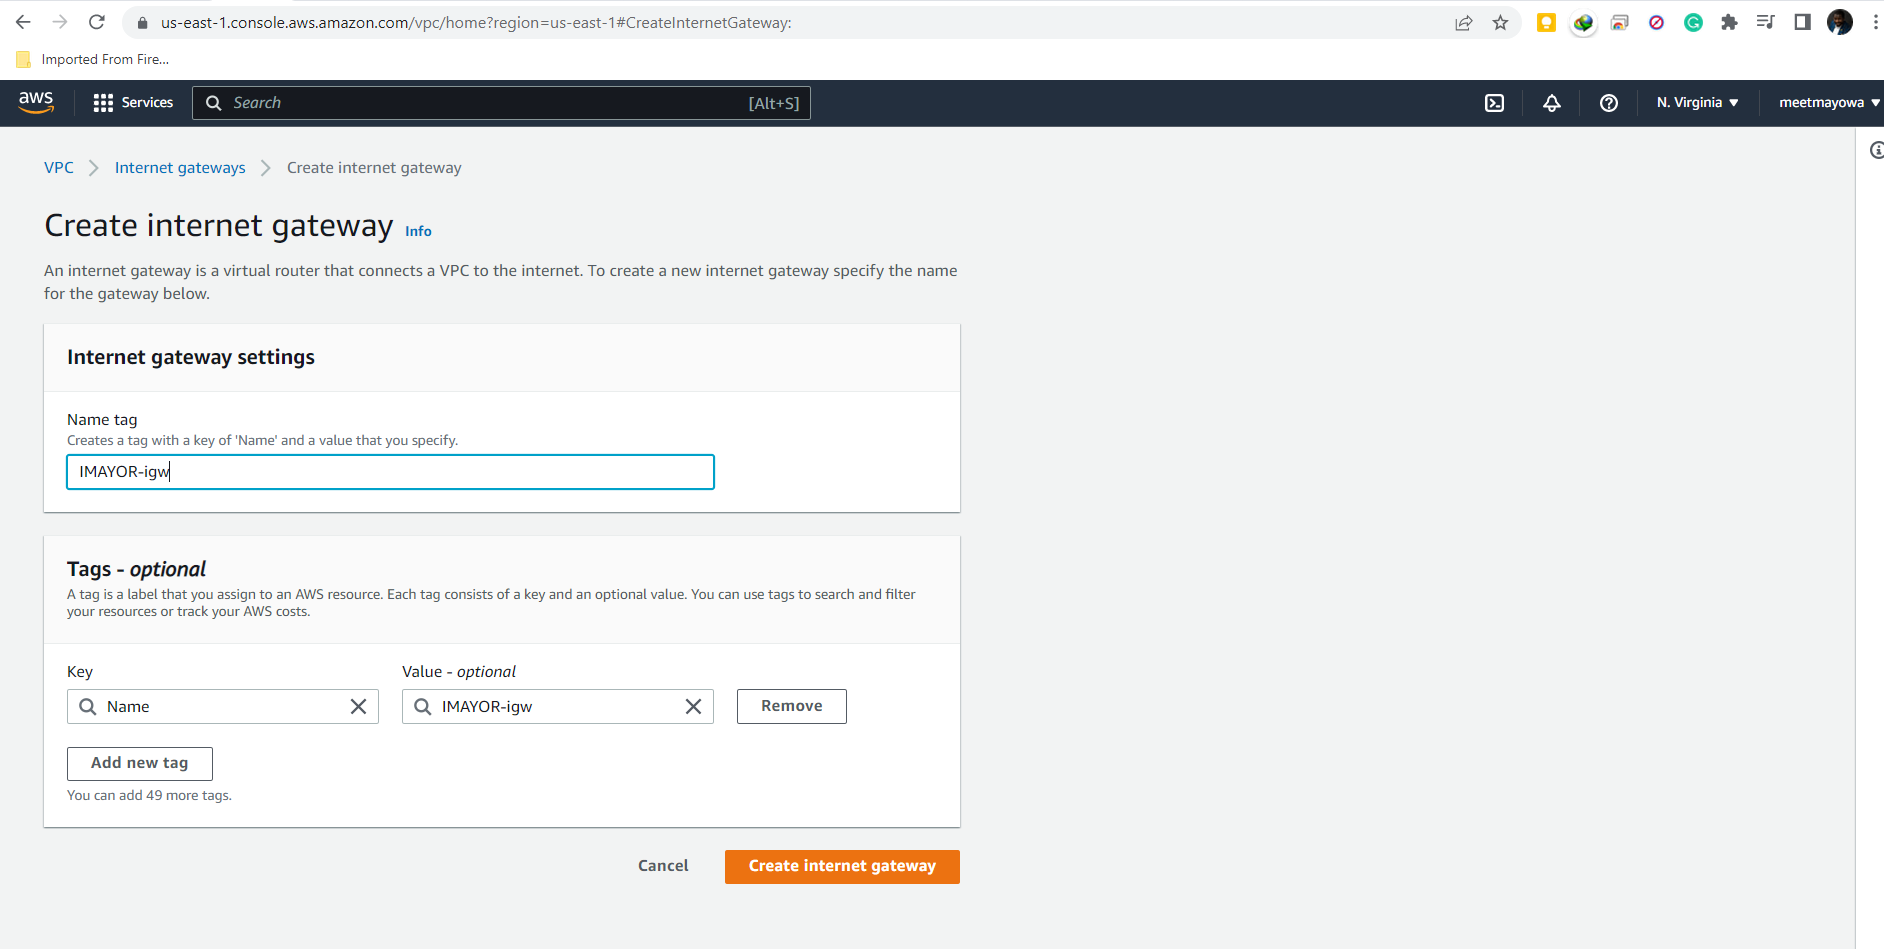 us-east-1.console.aws.amazon.com/vpc/home?region=us-east-1#CreateInternetGateway:
Imported From Fire...
aws Services Search [Alt+S] N. Virginia ▼ meetmayowa ▼
VPC > Internet gateways > Create internet gateway
Create internet gateway Info
An internet gateway is a virtual router that connects a VPC to the internet. To create a new internet gateway specify the name
for the gateway below.
Internet gateway settings
Name tag
Creates a tag with a key of 'Name' and a value that you specify.
IMAYOR-igw
Tags - optional
A tag is a label that you assign to an AWS resource. Each tag consists of a key and an optional value. You can use tags to search and filter
your resources or track your AWS costs.
Key Value - optional
Name IMAYOR-igw Remove
Add new tag
You can add 49 more tags.
Cancel Create internet gateway